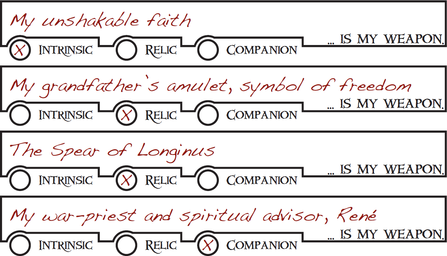 My unshakable faith
... IS MY WEAPON.
X INTRINSIC RELIC COMPANION
My grandfather's amulet, symbol of freedom
... IS MY WEAPON.
INTRINSIC X RELIC COMPANION
The Spear of Longinus
... IS MY WEAPON.
INTRINSIC X RELIC COMPANION
My war-priest and spiritual advisor, René
... IS MY WEAPON.
INTRINSIC RELIC X COMPANION